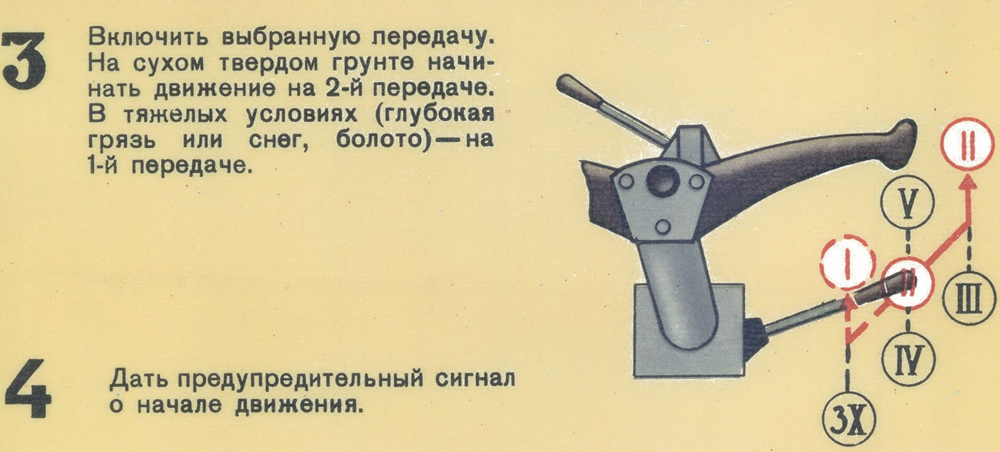 3
Включить выбранную передачу.
На сухом твердом грунте начи-
нать движение на 2-й передаче.
В тяжелых условиях (глубокая
грязь или снег, болото)—на
1-й передаче.
II
V
I
Н
III
IV
ЗХ
4
Дать предупредительный сигнал
о начале движения.